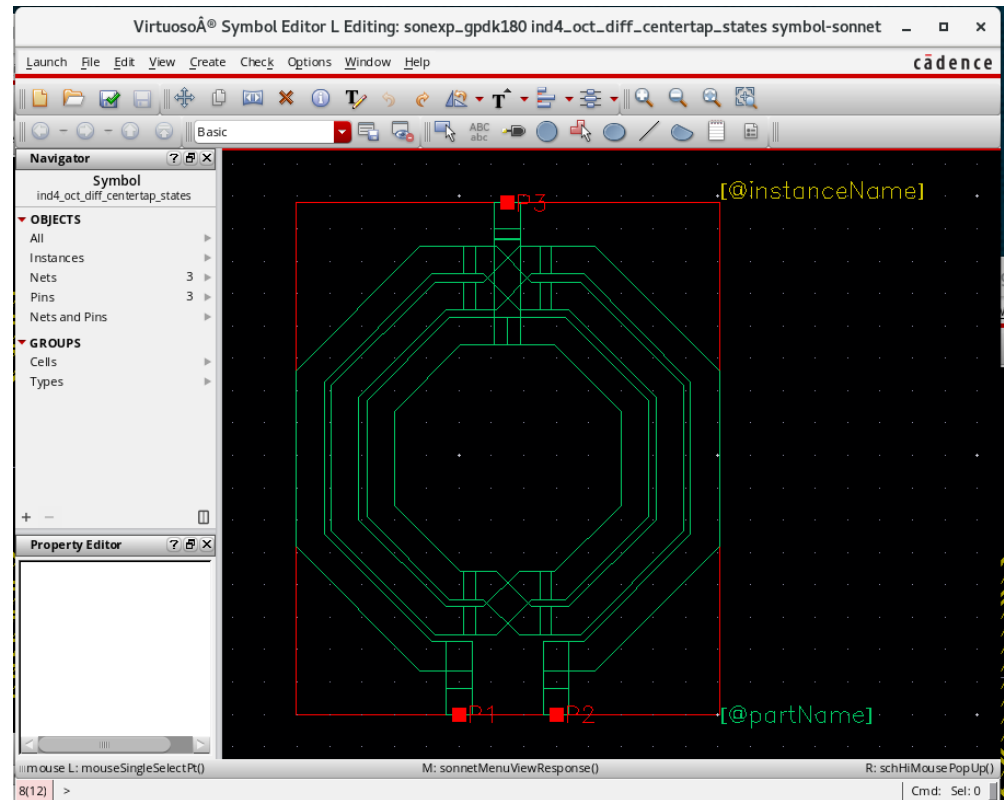 VirtuosoÂ® Symbol Editor L Editing: sonexp_gpdk180 ind4_oct_diff_centertap_states symbol-sonnet
Launch File Edit View Create Check Options Window Help
cādence
Basic
ABC
abc
Navigator
Symbol
ind4_oct_diff_centertap_states
OBJECTS
All
Instances
Nets 3
Pins 3
Nets and Pins
GROUPS
Cells
Types
Property Editor
P3
[@instanceName]
P1
P2
[@partName]
mouse L: mouseSingleSelectPt()
M: sonnetMenuViewResponse()
R: schHiMousePopUp()
8(12) >
Cmd: Sel: 0